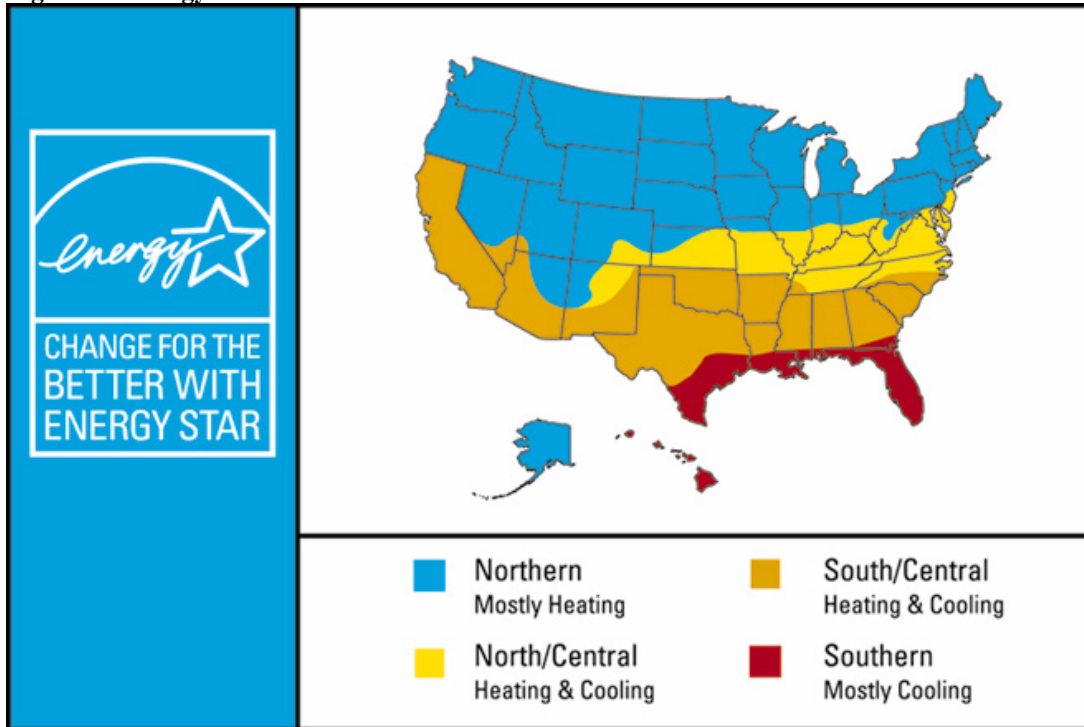 energy
CHANGE FOR THE
BETTER WITH
ENERGY STAR
Northern
Mostly Heating
South/Central
Heating & Cooling
North/Central
Heating & Cooling
Southern
Mostly Cooling